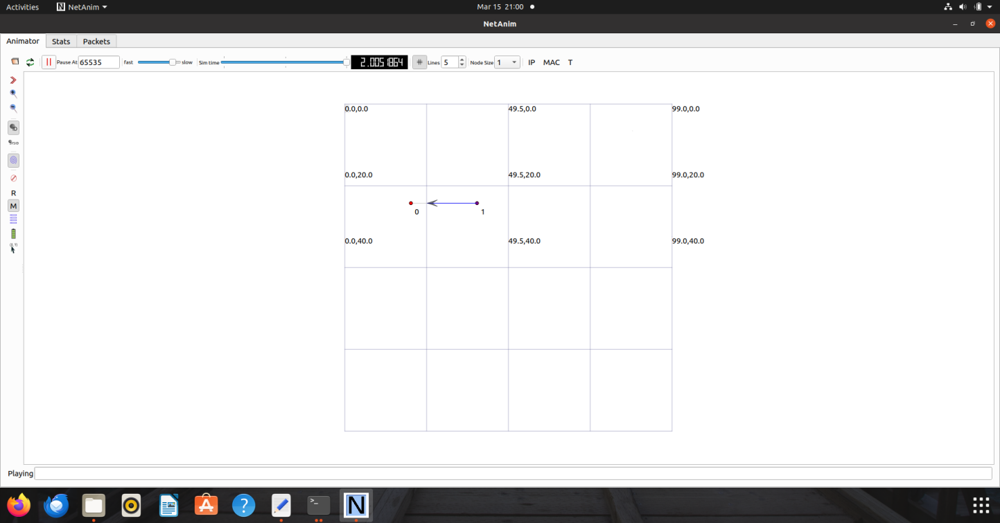 Activities NetAnim Mar 15 21:00
NetAnim
Animator Stats Packets
Pause At 65535 fast slow Sim time 2.0051864 # Lines 5 Node Size 1 IP MAC T
0.0,0.0 49.5,0.0 99.0,0.0
SYSID
0.0,20.0 49.5,20.0 99.0,20.0
R
M
0 1
0.0,40.0 49.5,40.0 99.0,40.0
Playing
N